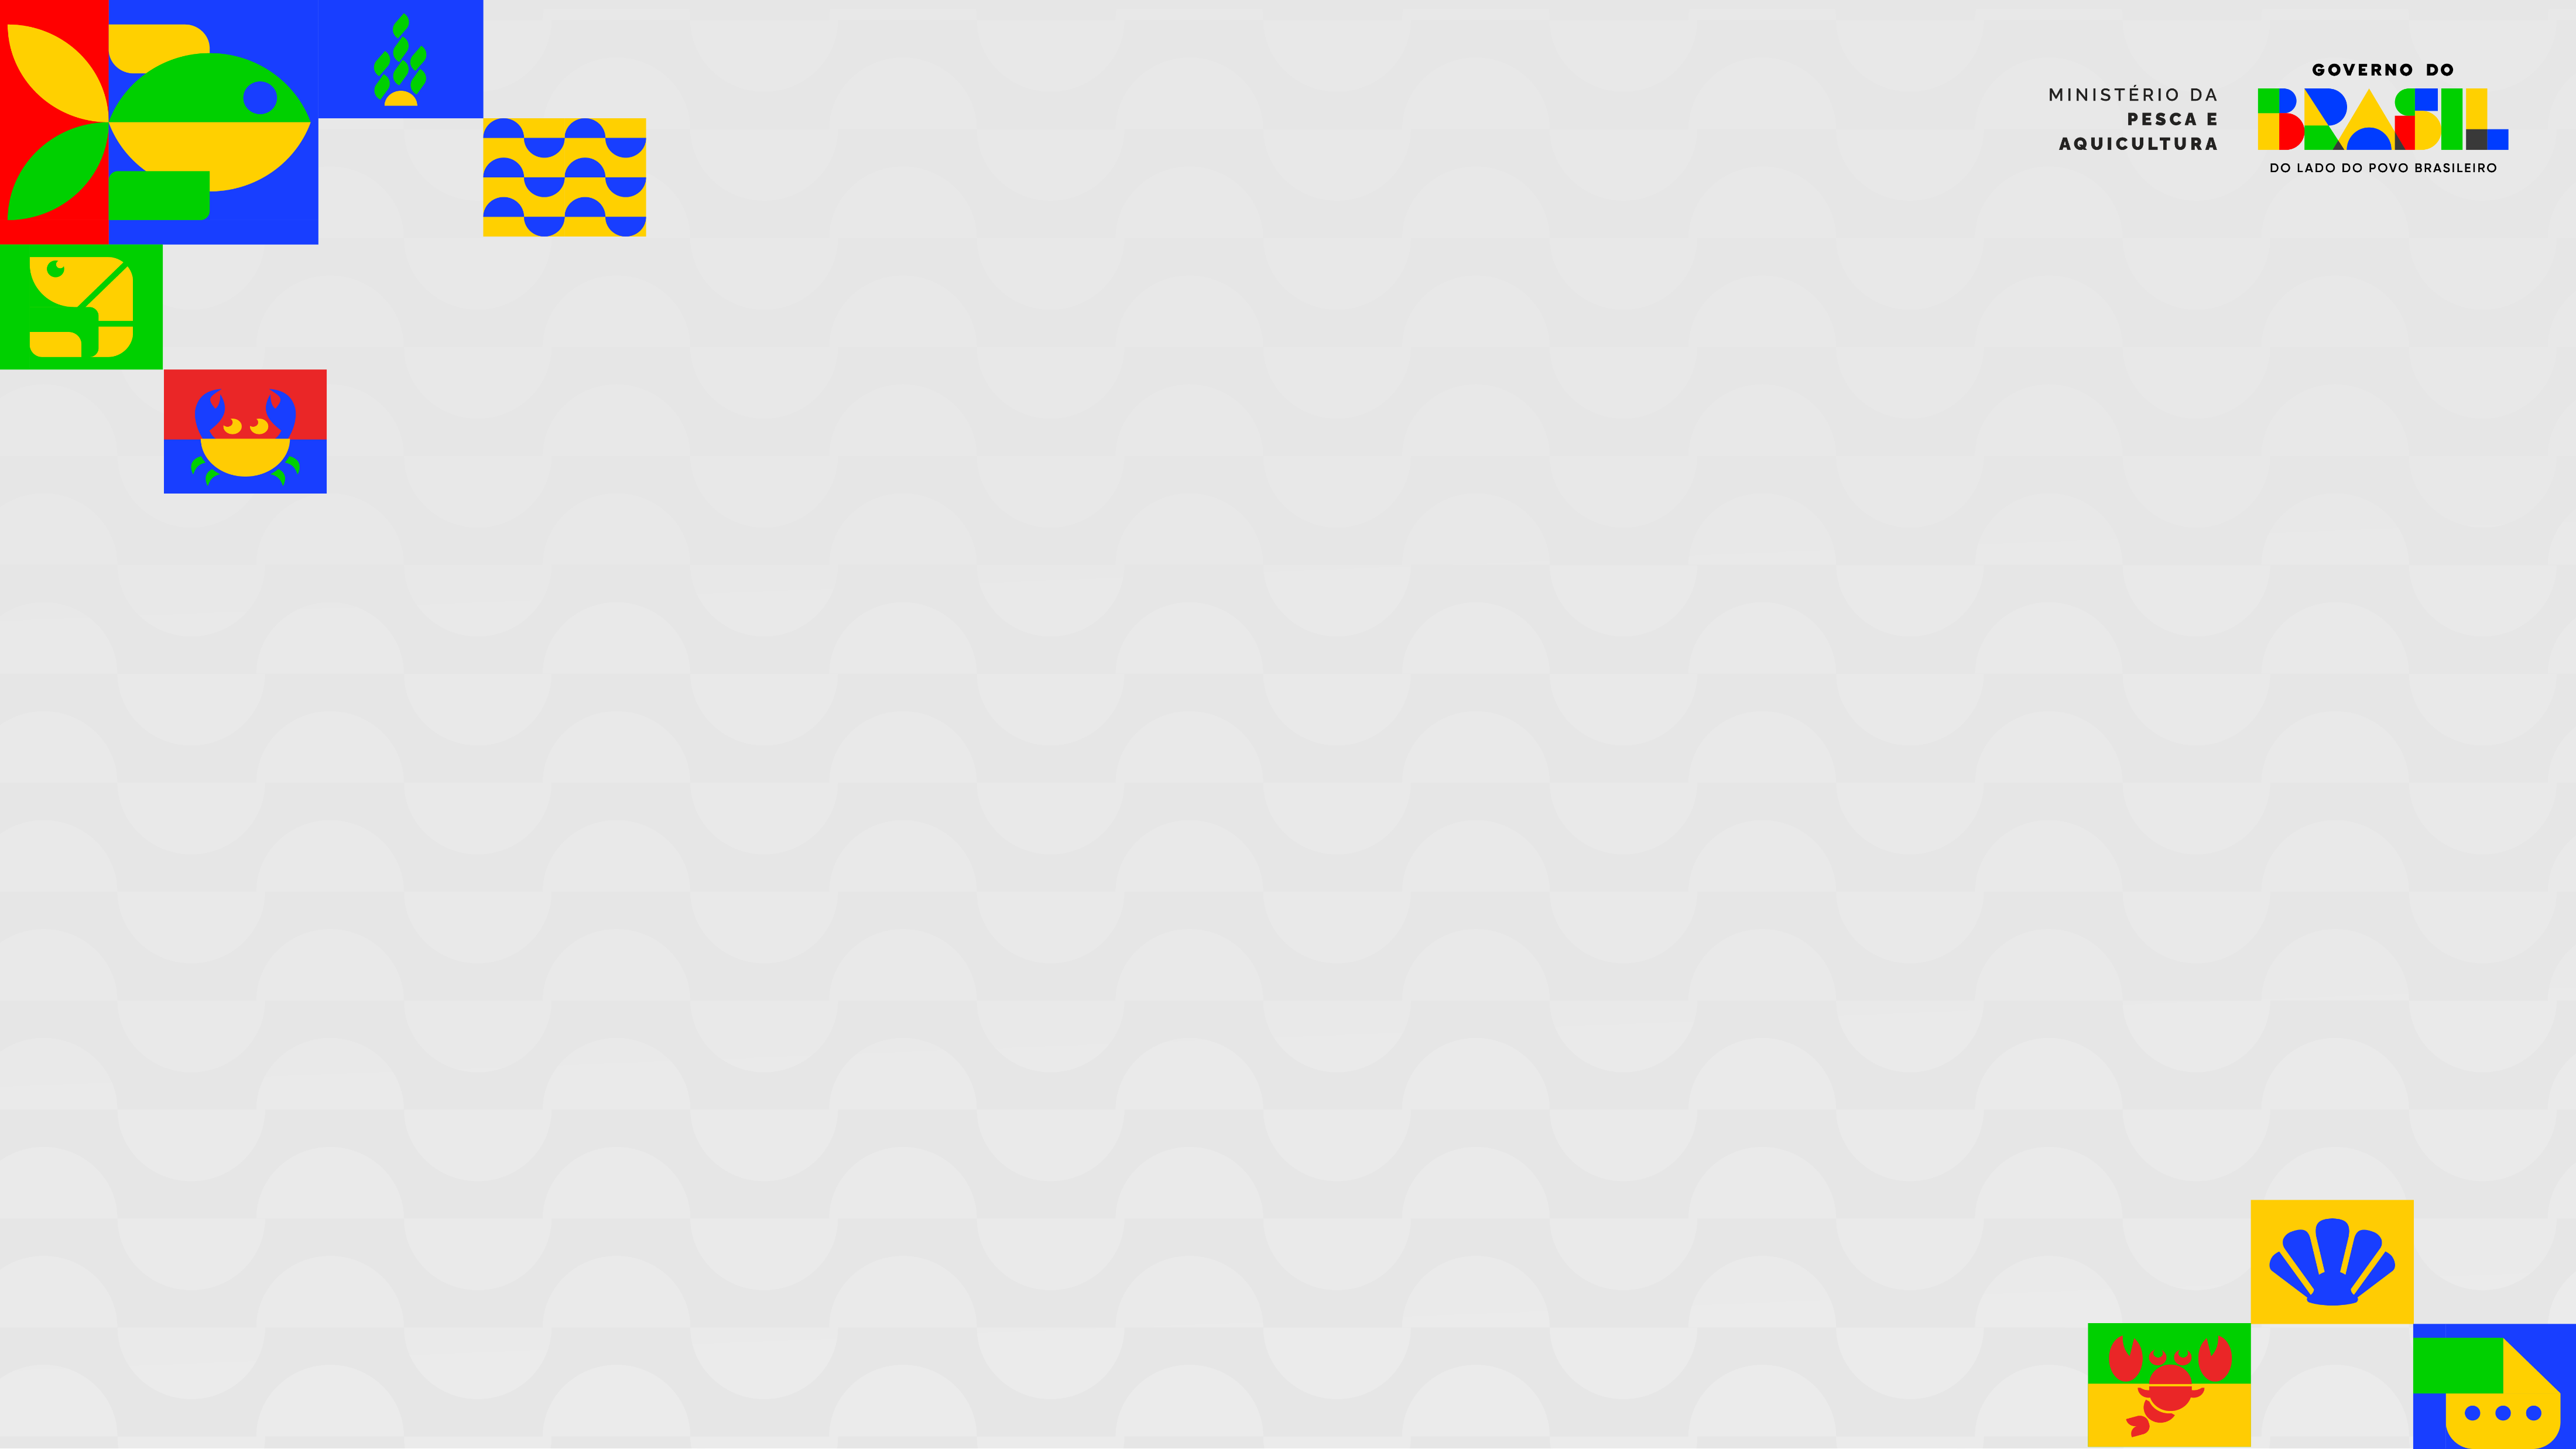 MINISTÉRIO DA
PESCA E
AQUICULTURA
GOVERNO DO
BRASIL
DO LADO DO POVO BRASILEIRO